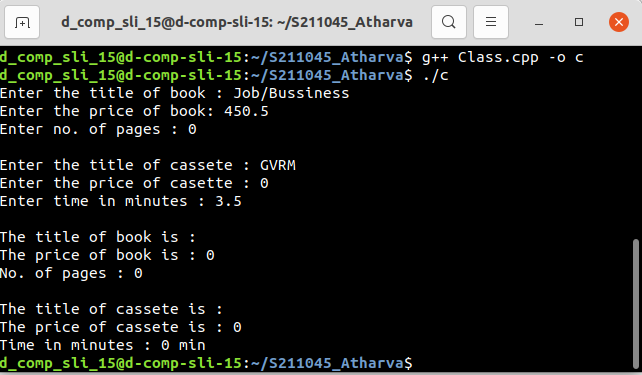 d_comp_sli_15@d-comp-sli-15: ~/S211045_Atharva
d_comp_sli_15@d-comp-sli-15:~/S211045_Atharva$ g++ Class.cpp -o c
d_comp_sli_15@d-comp-sli-15:~/S211045_Atharva$ ./c
Enter the title of book : Job/Bussiness
Enter the price of book: 450.5
Enter no. of pages : 0
Enter the title of cassete : GVRM
Enter the price of casette : 0
Enter time in minutes : 3.5
The title of book is :
The price of book is : 0
No. of pages : 0
The title of cassete is :
The price of cassete is : 0
Time in minutes : 0 min
d_comp_sli_15@d-comp-sli-15:~/S211045_Atharva$